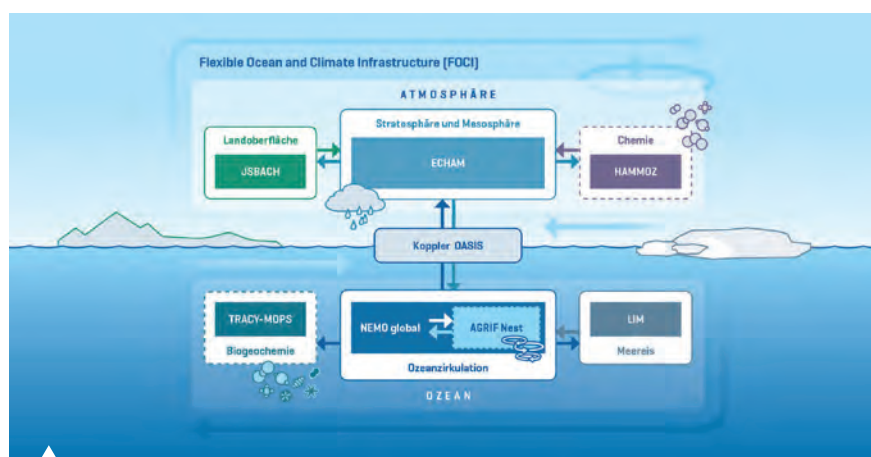 Flexible Ocean and Climate Infrastructure (FOCI)
ATMOSPHÄRE
Stratosphäre und Mesosphäre
Landoberfläche
Chemie
JSBACH
ECHAM
HAMMOZ
Koppler OASIS
TRACY-MOPS
NEMO global
AGRIF Nest
LIM
Biogeochemie
Meereis
Ozeanzirkulation
OZEAN